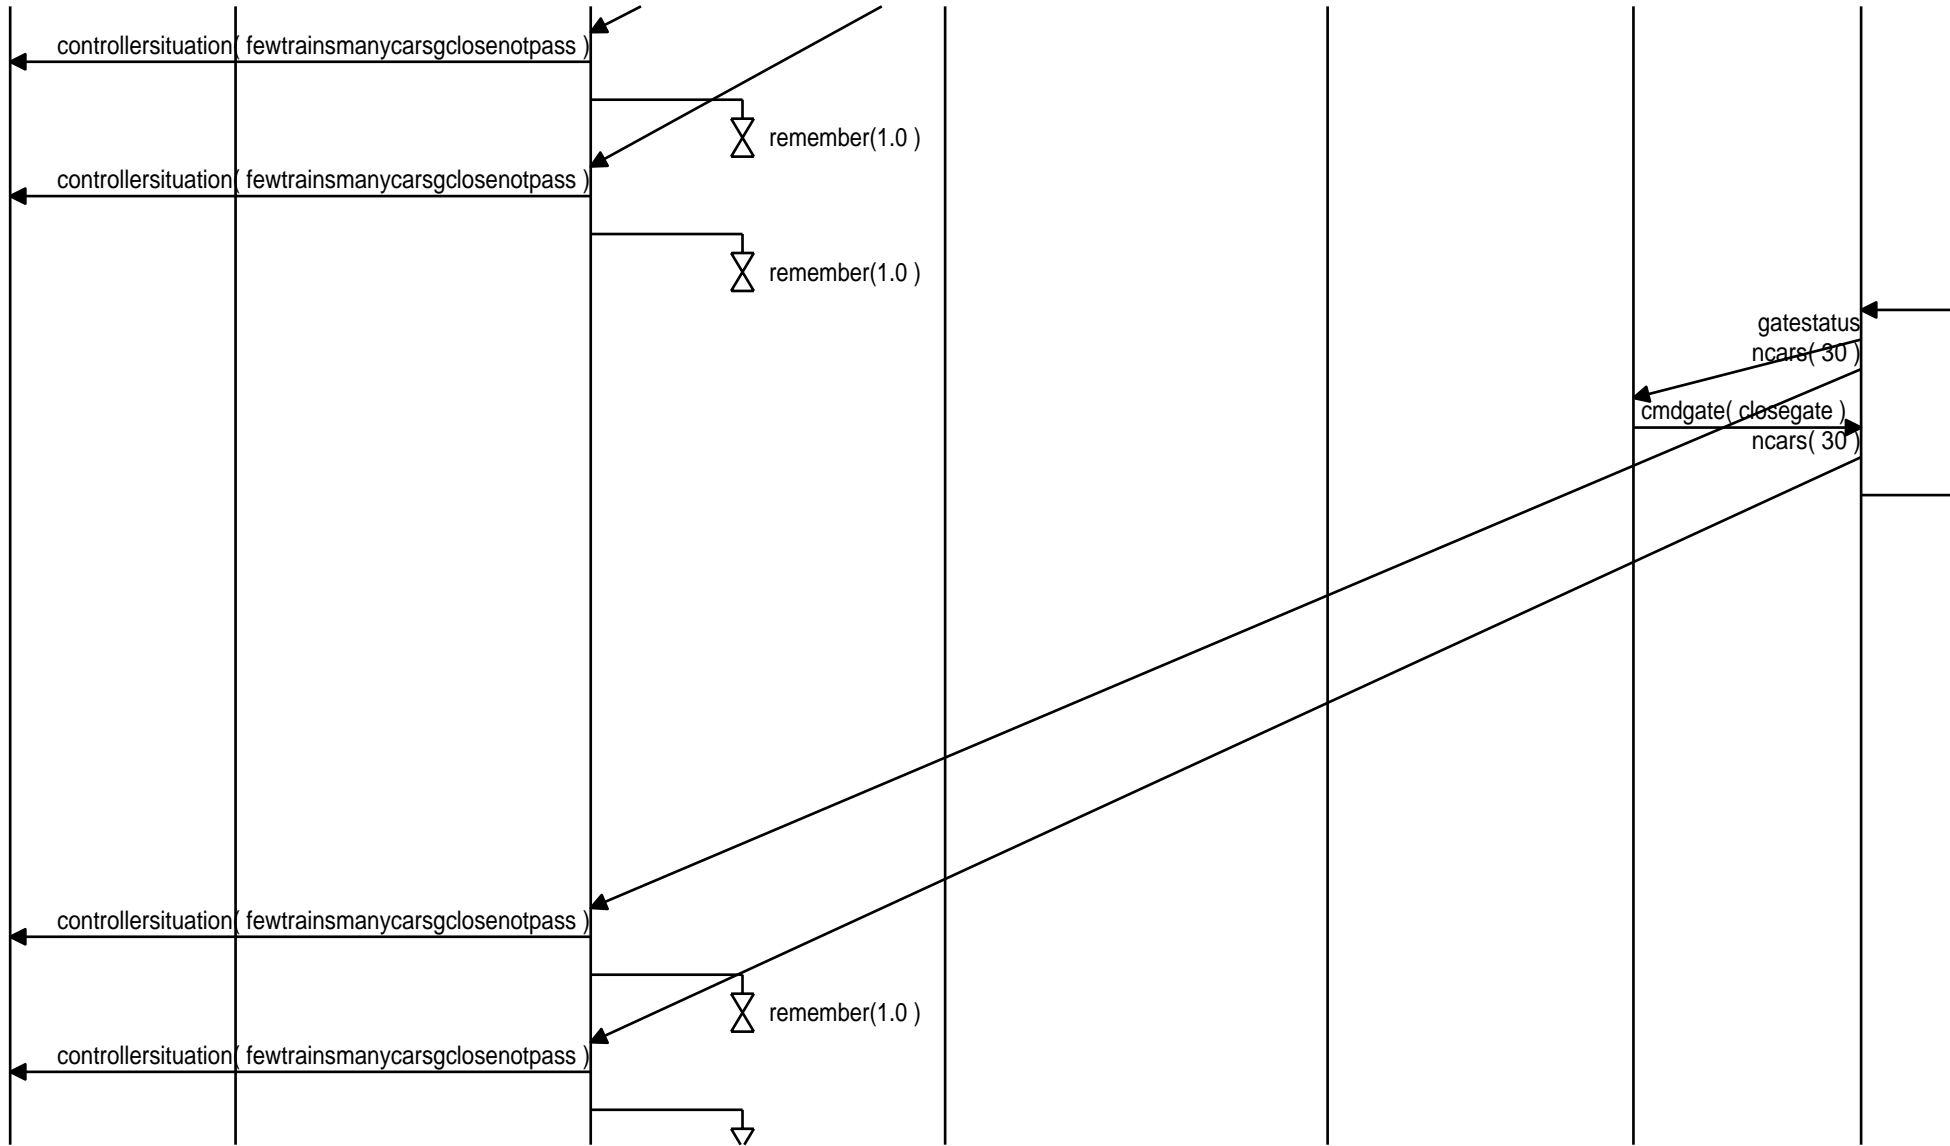 controllersituation( fewtrainsmanycarsgclosenotpass )
remember(1.0 )
controllersituation( fewtrainsmanycarsgclosenotpass )
remember(1.0 )
gatestatus
ncars( 30 )
cmdgate( closegate )
ncars( 30 )
controllersituation( fewtrainsmanycarsgclosenotpass )
remember(1.0 )
controllersituation( fewtrainsmanycarsgclosenotpass )